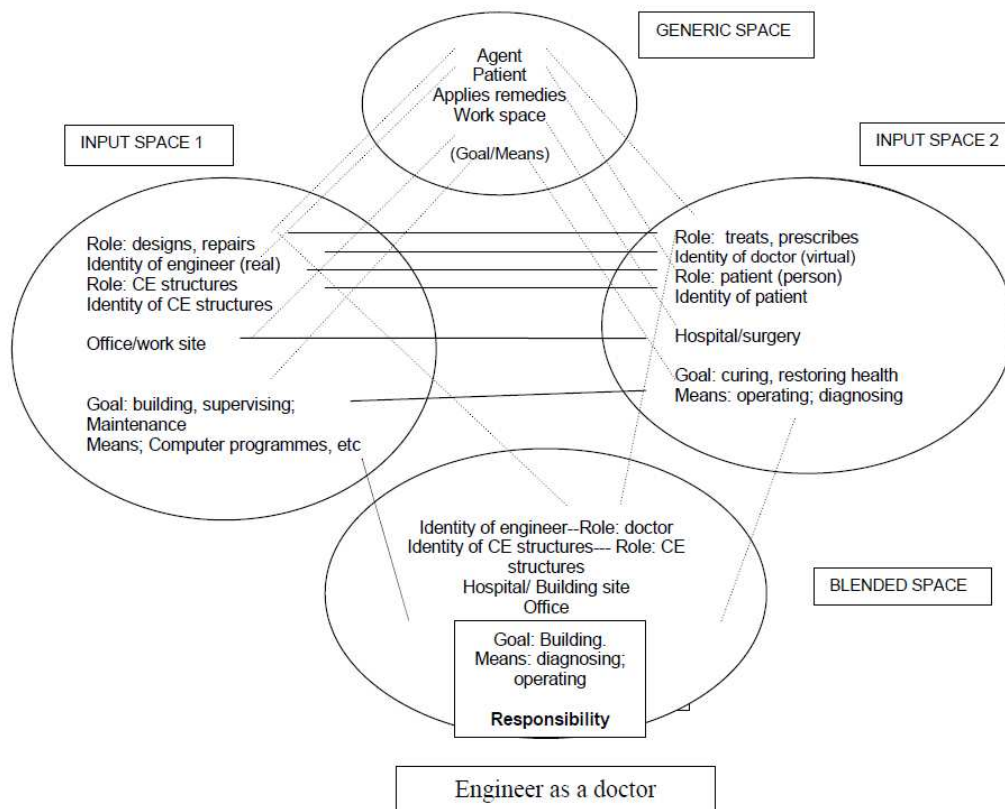 GENERIC SPACE
Agent
Patient
Applies remedies
Work space
(Goal/Means)
INPUT SPACE 1
INPUT SPACE 2
Role: designs, repairs
Identity of engineer (real)
Role: CE structures
Identity of CE structures
Office/work site
Goal: building, supervising;
Maintenance
Means; Computer programmes, etc
Role: treats, prescribes
Identity of doctor (virtual)
Role: patient (person)
Identity of patient
Hospital/surgery
Goal: curing, restoring health
Means: operating; diagnosing
Identity of engineer--Role: doctor
Identity of CE structures--- Role: CE
structures
Hospital/ Building site
Office
BLENDED SPACE
Goal: Building.
Means: diagnosing;
operating
Responsibility
Engineer as a doctor